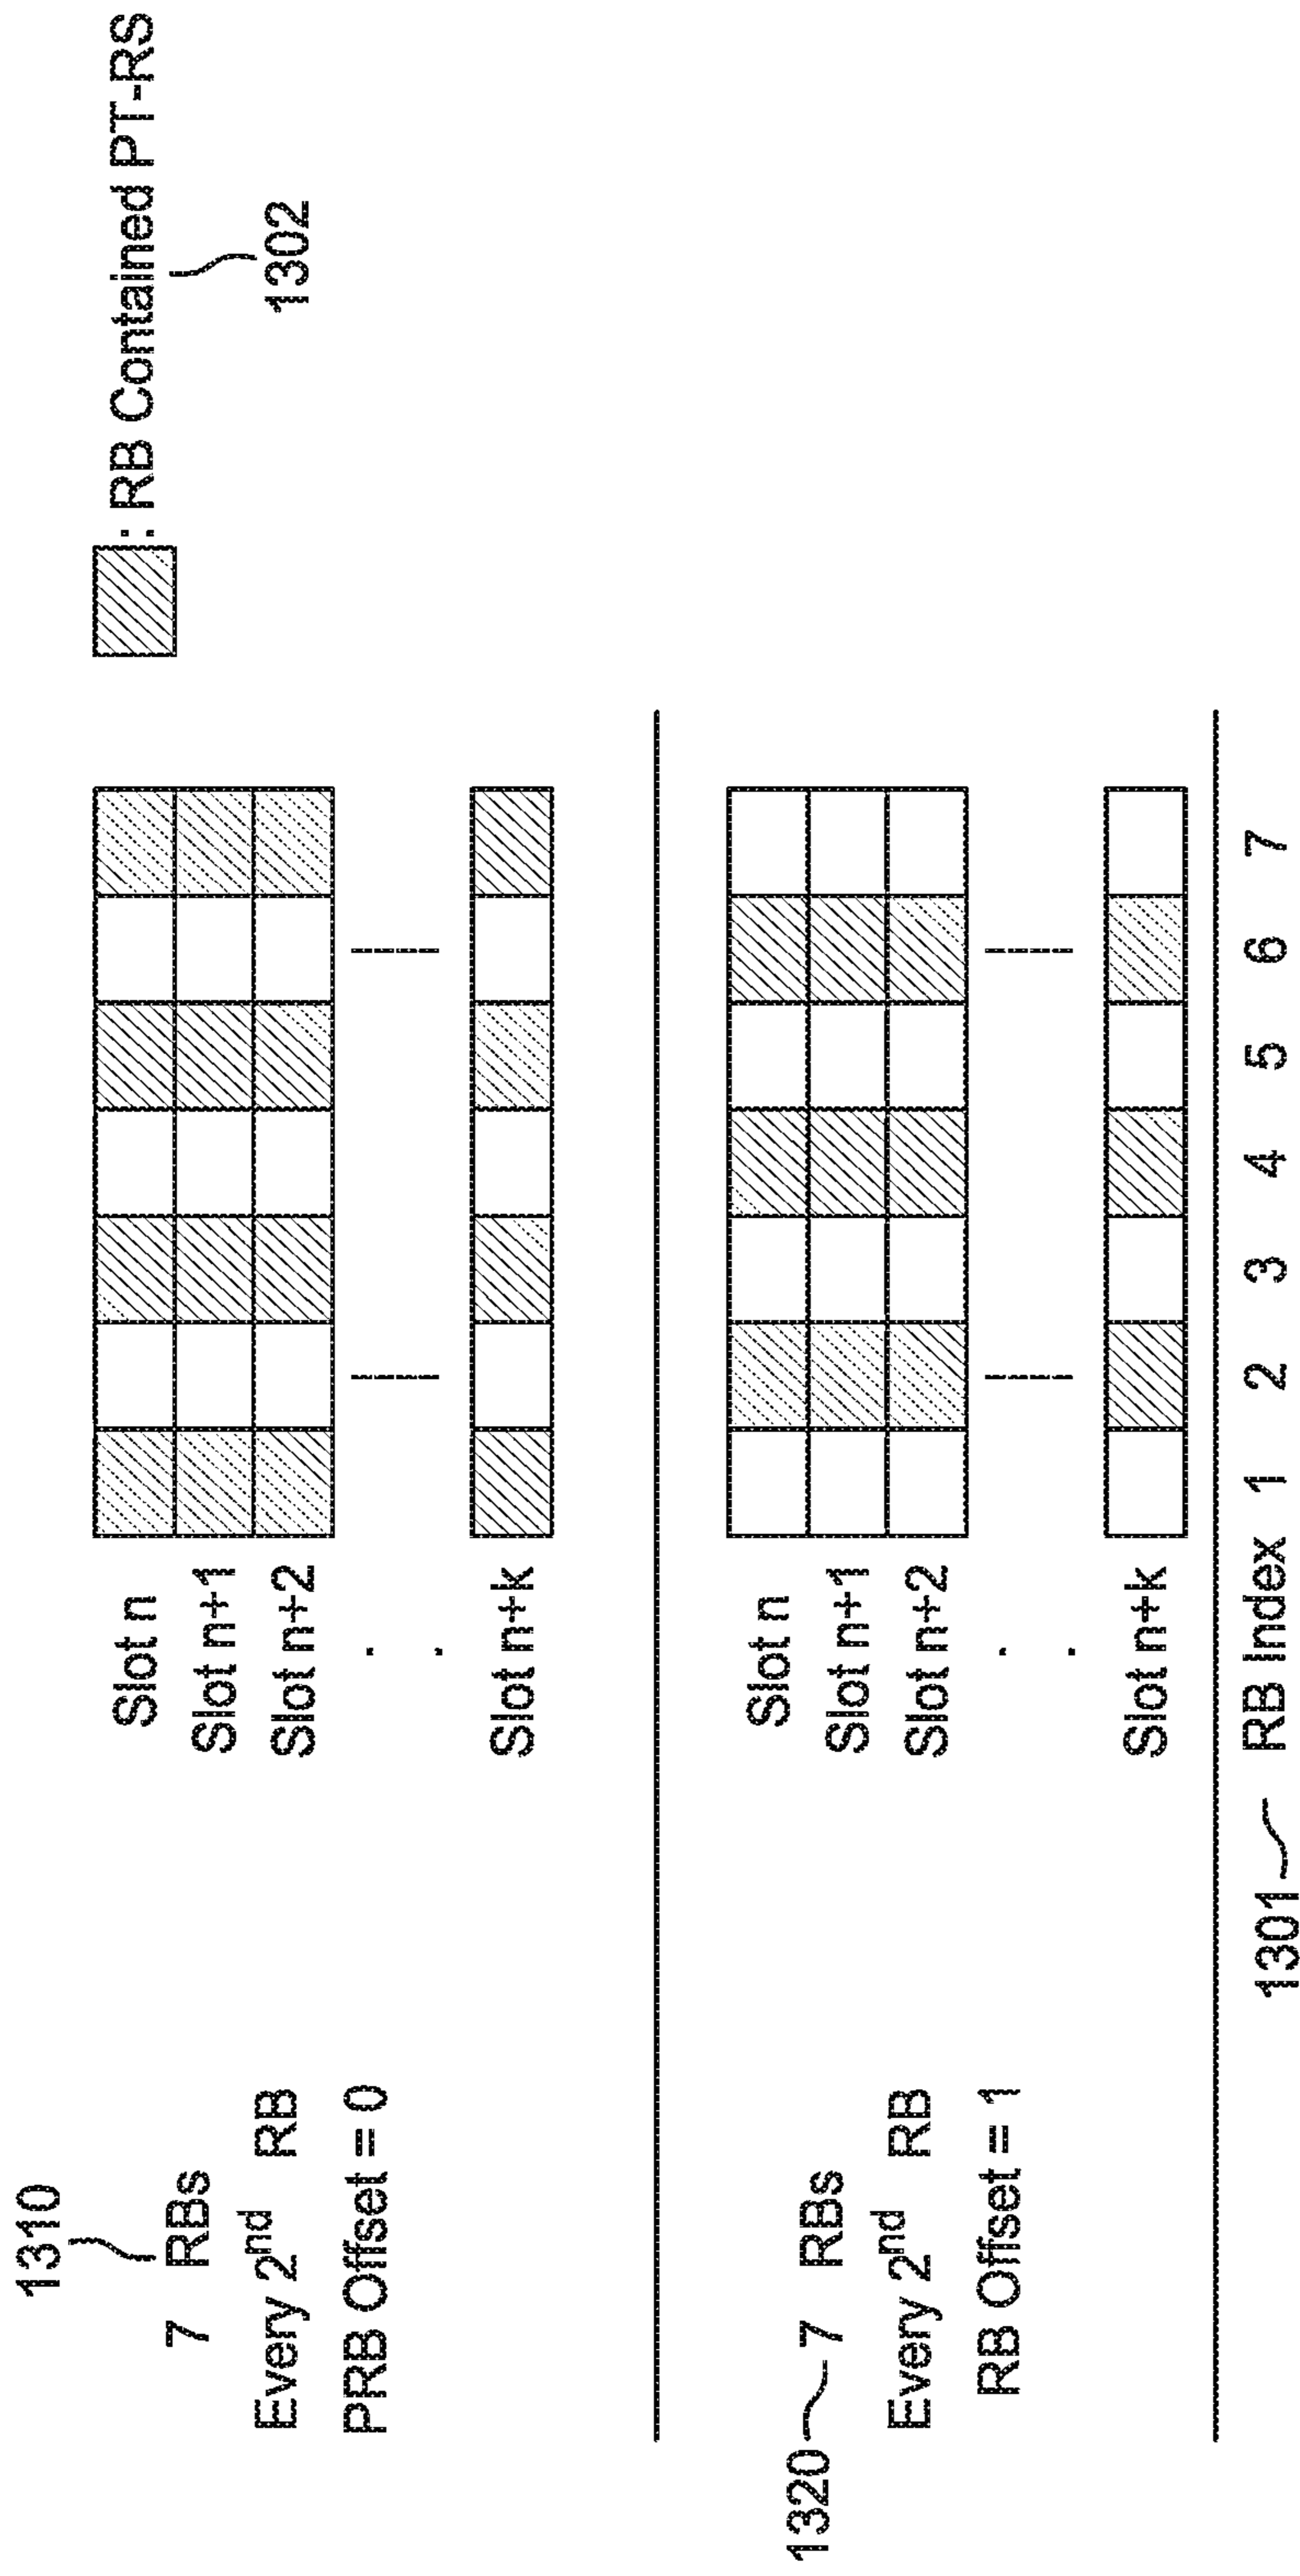 1310
7 RBs
Every 2nd RB
PRB Offset = 0
Slot n
Slot n+1
Slot n+2
.
.
Slot n+k
: RB Contained PT-RS
1302
1320
7 RBs
Every 2nd RB
RB Offset = 1
Slot n
Slot n+1
Slot n+2
.
.
Slot n+k
1301
RB Index 1 2 3 4 5 6 7